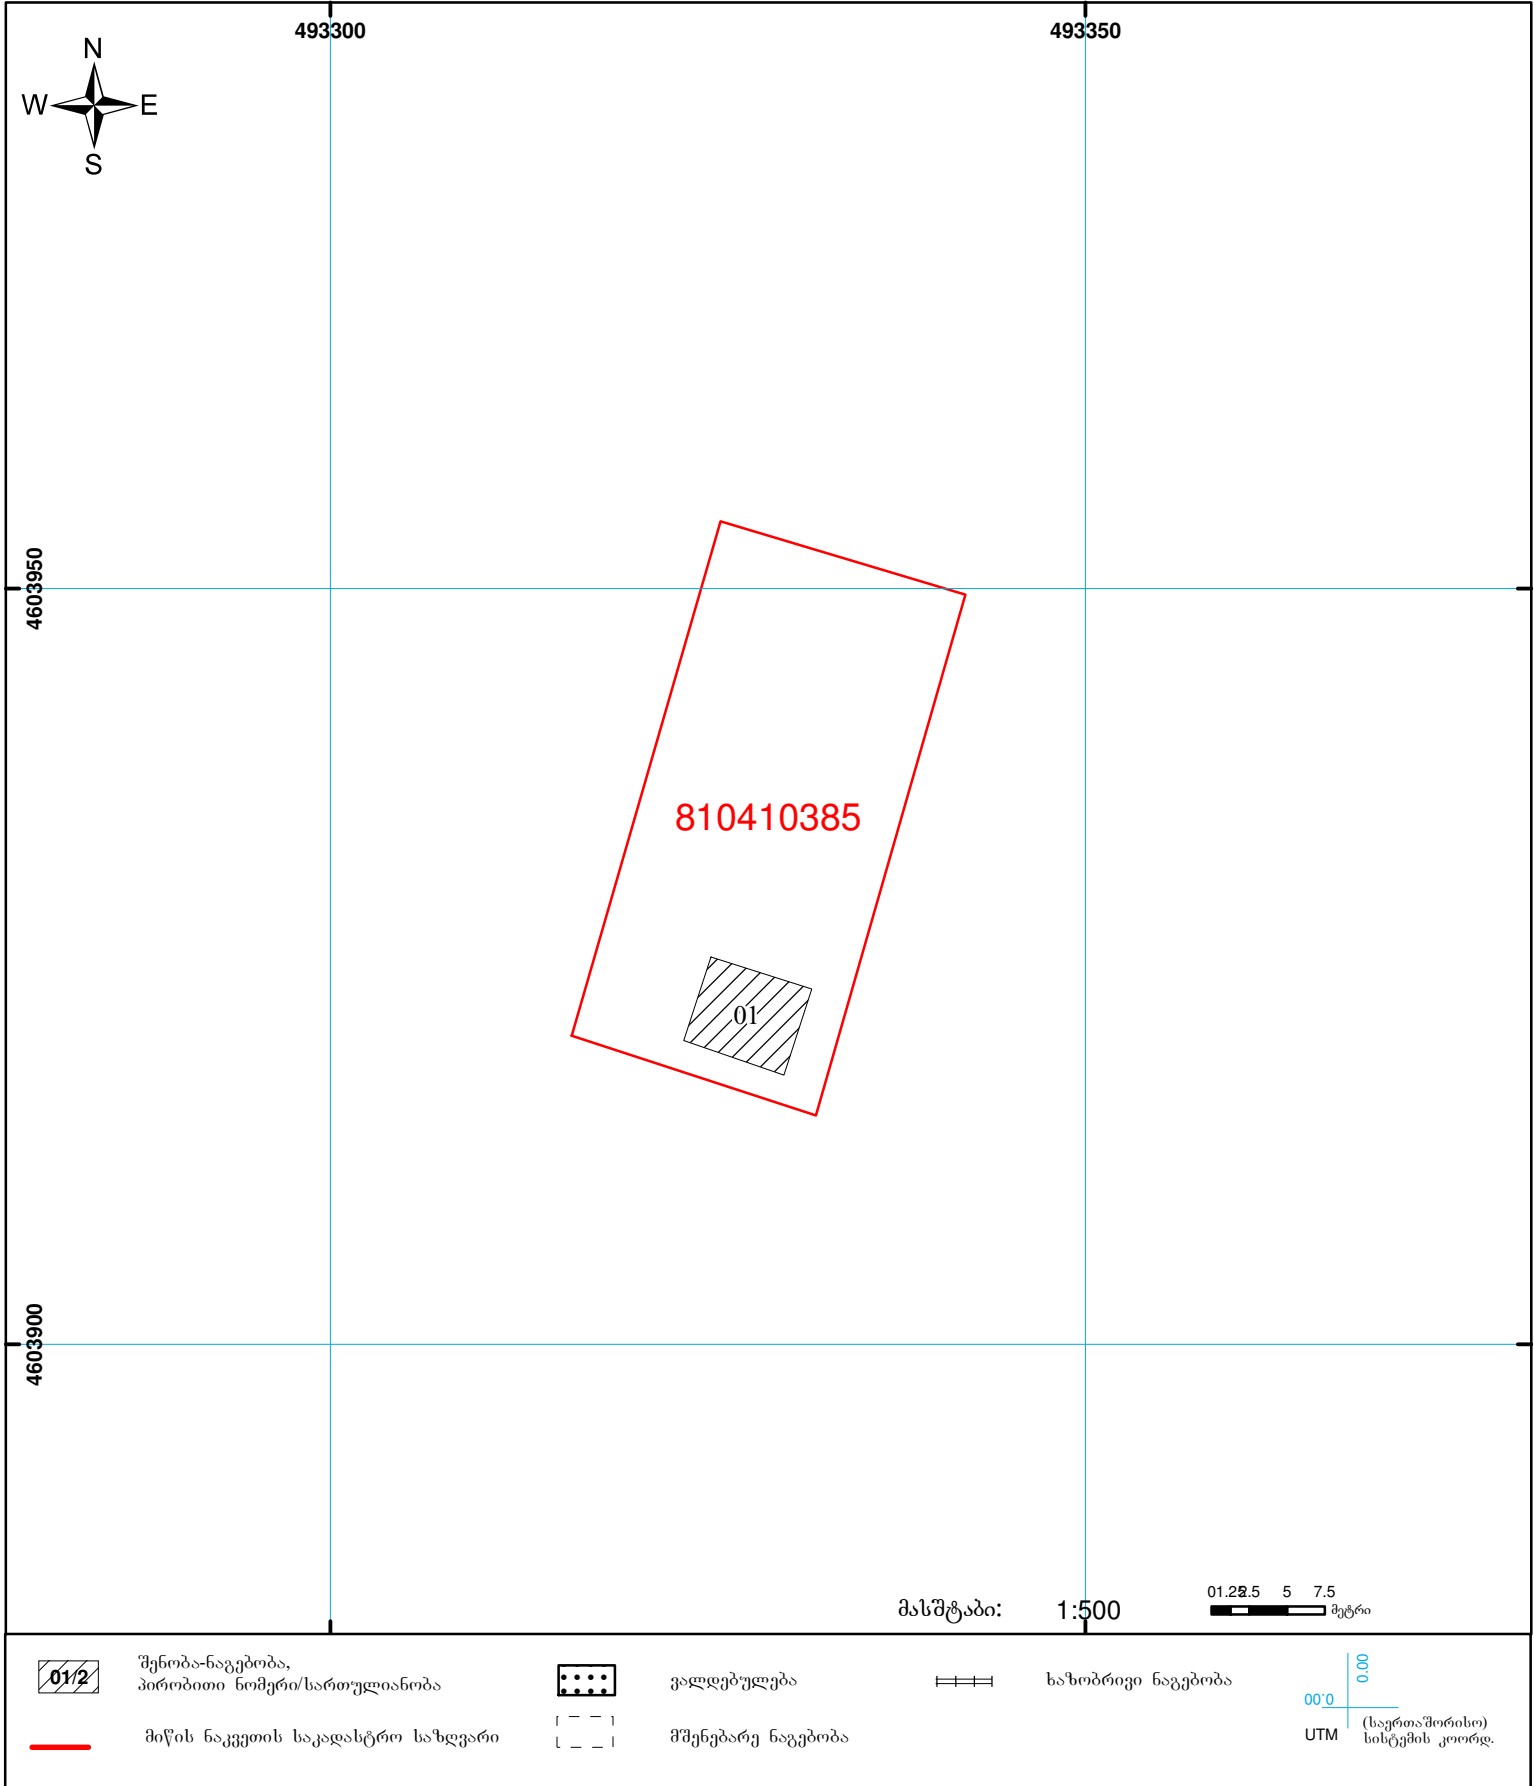 493300
493350
N
W
E
S
4603950
810410385
01
4603900
მასშტაბი:
1:500
01.252.5 5 7.5
მეტრი
01/2
შენობა-ნაგებობა,
პირობითი ნომერი/სართულიანობა
ვალდებულება
ხაზობრივი ნაგებობა
0.00
00.0
მიწის ნაკვეთის საკადასტრო საზღვარი
მშენებარე ნაგებობა
UTM
(საერთაშორისო)
სისტემის კოორდ.